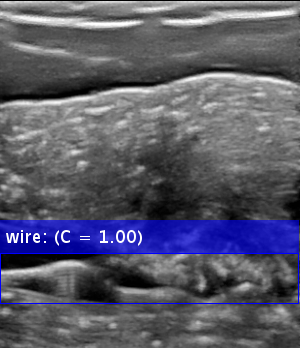 wire: (C = 1.00)